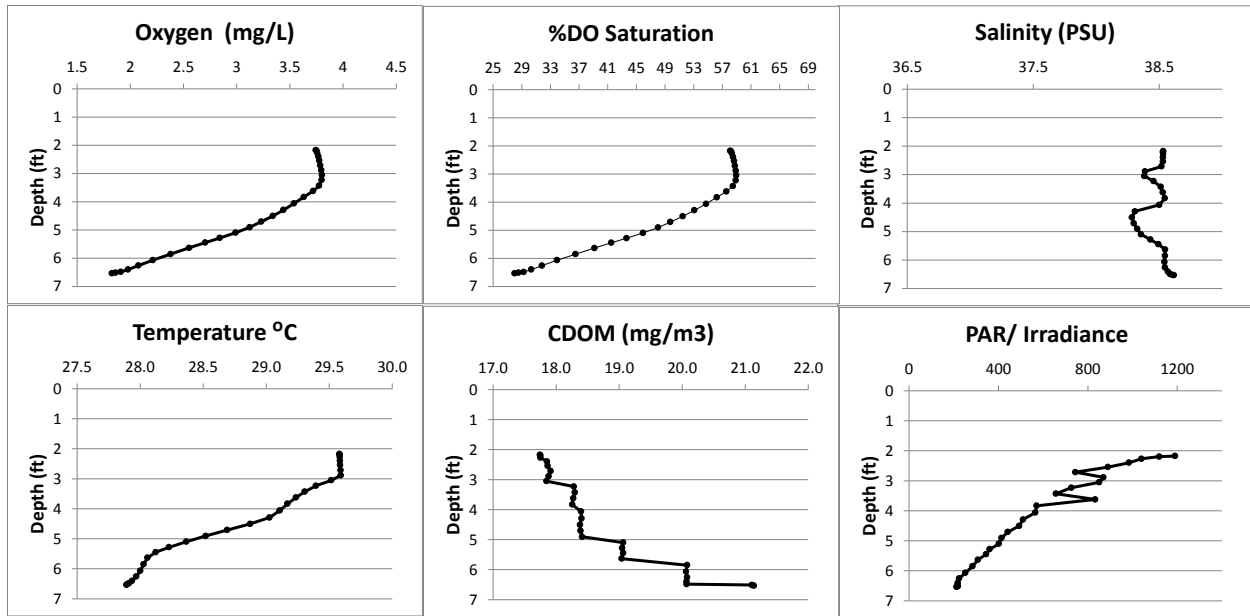 Oxygen (mg/L)
1.5 2 2.5 3 3.5 4 4.5
Depth (ft)
0
1
2
3
4
5
6
7
%DO Saturation
25 29 33 37 41 45 49 53 57 61 65 69
Depth (ft)
0
1
2
3
4
5
6
7
Salinity (PSU)
36.5 37.5 38.5
Depth (ft)
0
1
2
3
4
5
6
7
Temperature ⁰C
27.5 28.0 28.5 29.0 29.5 30.0
Depth (ft)
0
1
2
3
4
5
6
7
CDOM (mg/m3)
17.0 18.0 19.0 20.0 21.0 22.0
Depth (ft)
0
1
2
3
4
5
6
7
PAR/ Irradiance
0 400 800 1200
Depth (ft)
0
1
2
3
4
5
6
7